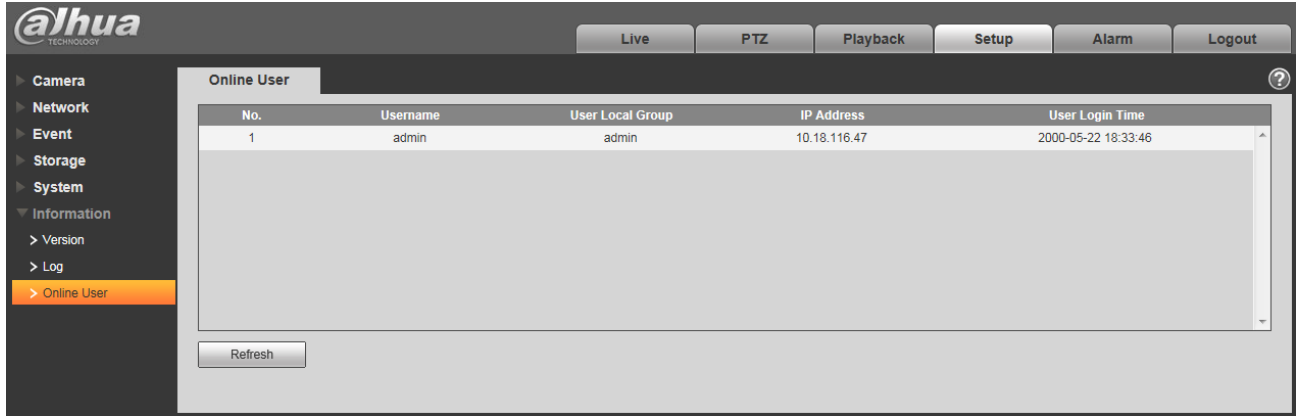 alhua
TECHNOLOGY
Live PTZ Playback Setup Alarm Logout
Camera
Network
Event
Storage
System
Information
> Version
> Log
> Online User
Online User ?
No. Username User Local Group IP Address User Login Time
1 admin admin 10.18.116.47 2000-05-22 18:33:46
Refresh